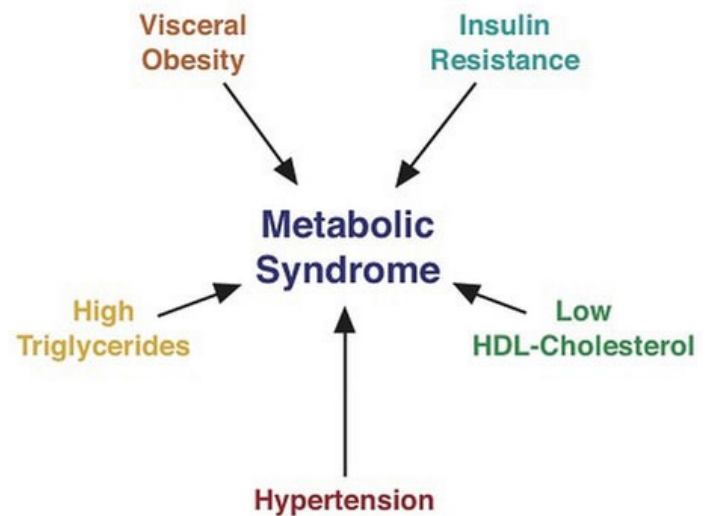 Visceral
Obesity
Insulin
Resistance
Metabolic
Syndrome
High
Triglycerides
Low
HDL-Cholesterol
Hypertension